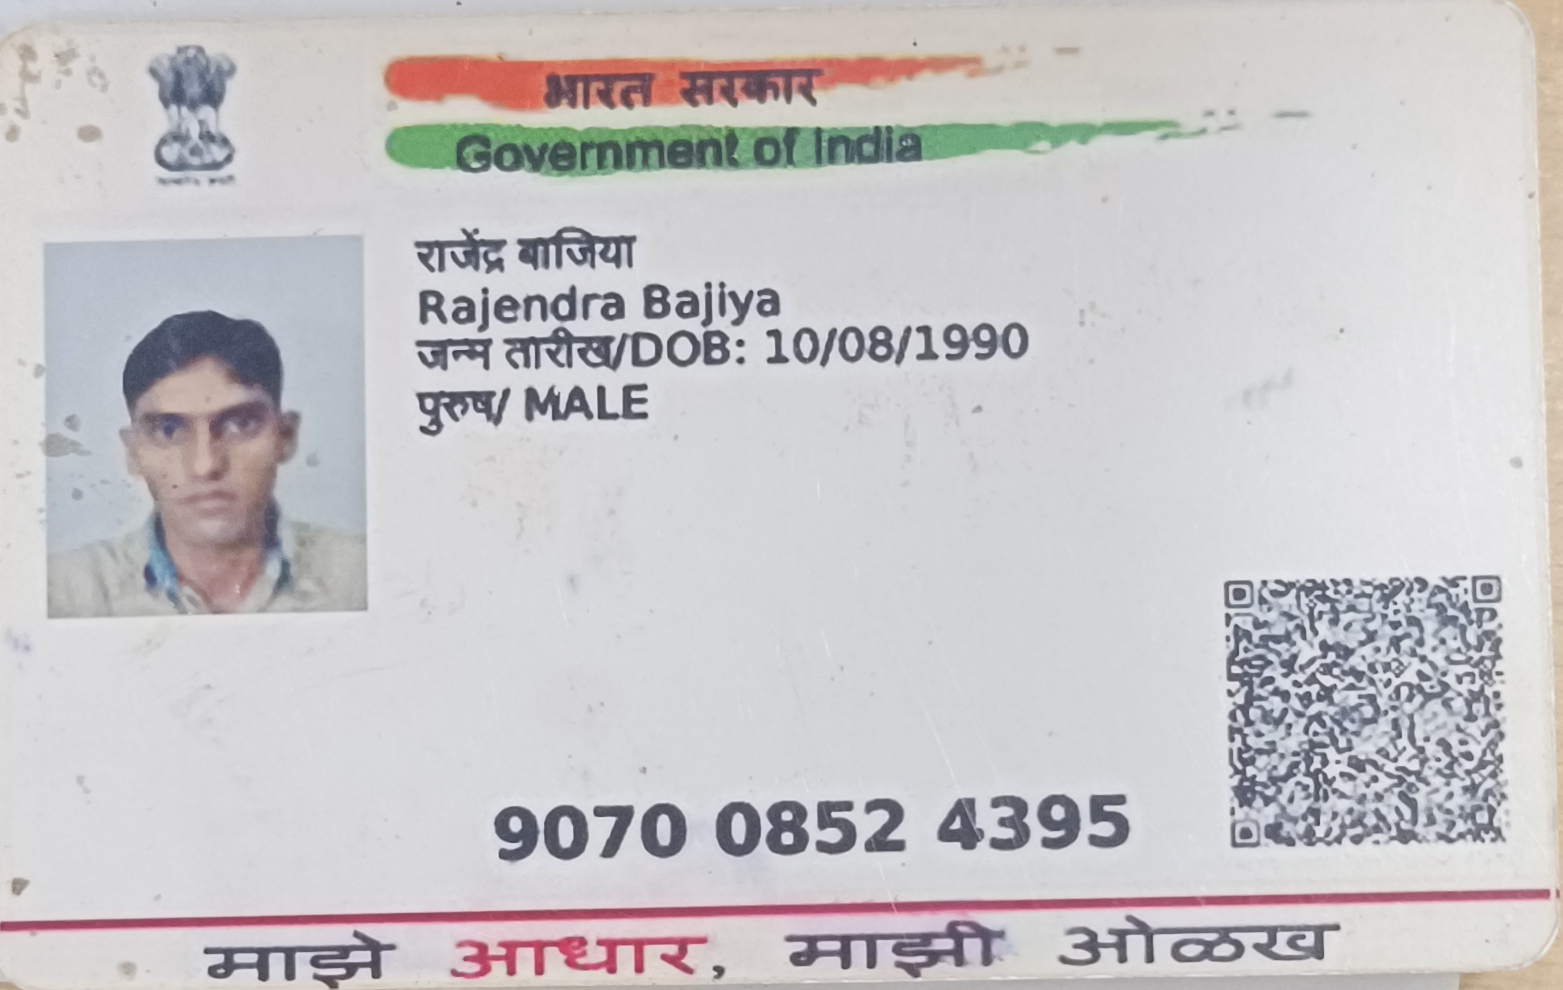 भारत सरकार
Government of India
राजेंद्र बाजिया
Rajendra Bajiya
जन्म तारीख/DOB: 10/08/1990
पुरुष/ MALE
9070 0852 4395
माझे आधार, माझी ओळख